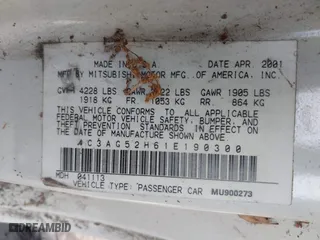 MADE IN A DATE APR, 2001
MFD BY MITSUBISHI MOTOR MFG. OF AMERICA, INC.
GVWR 4228 LBS GAWR LBS GAWR 1905 LBS
1918 KG FR 1053 KG RR 864 KG
THIS VEHICLE CONFORMS TO ALL APPLICABLE FEDERAL
MOTOR VEHICLE SAFETY, BUMPER, AND
THEFT PREVENTION STANDARDS IN EFFECT ON THE DATE
OF MANUFACTURE SHOWN ABOVE.
C3AG52H61E190300
MDH 041113
VEHICLE TYPE: PASSENGER CAR MU900273